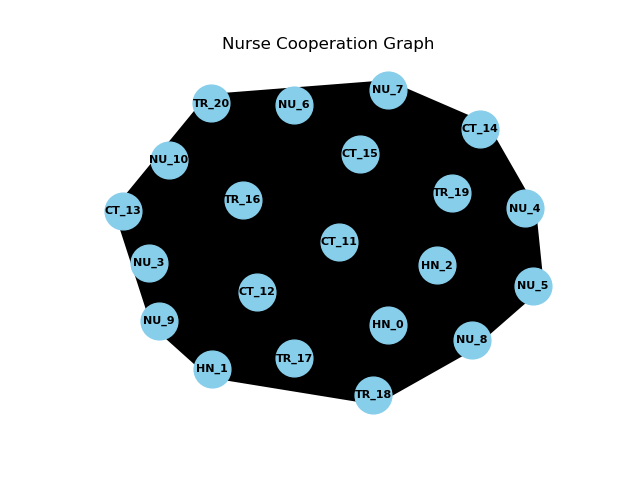 Nurse Cooperation Graph
NU_7
TR_20
NU_6
CT_14
CT_15
NU_10
TR_19
TR_16
NU_4
CT_13
CT_11
NU_3
HN_2
NU_5
CT_12
NU_9
HN_0
NU_8
TR_17
HN_1
TR_18